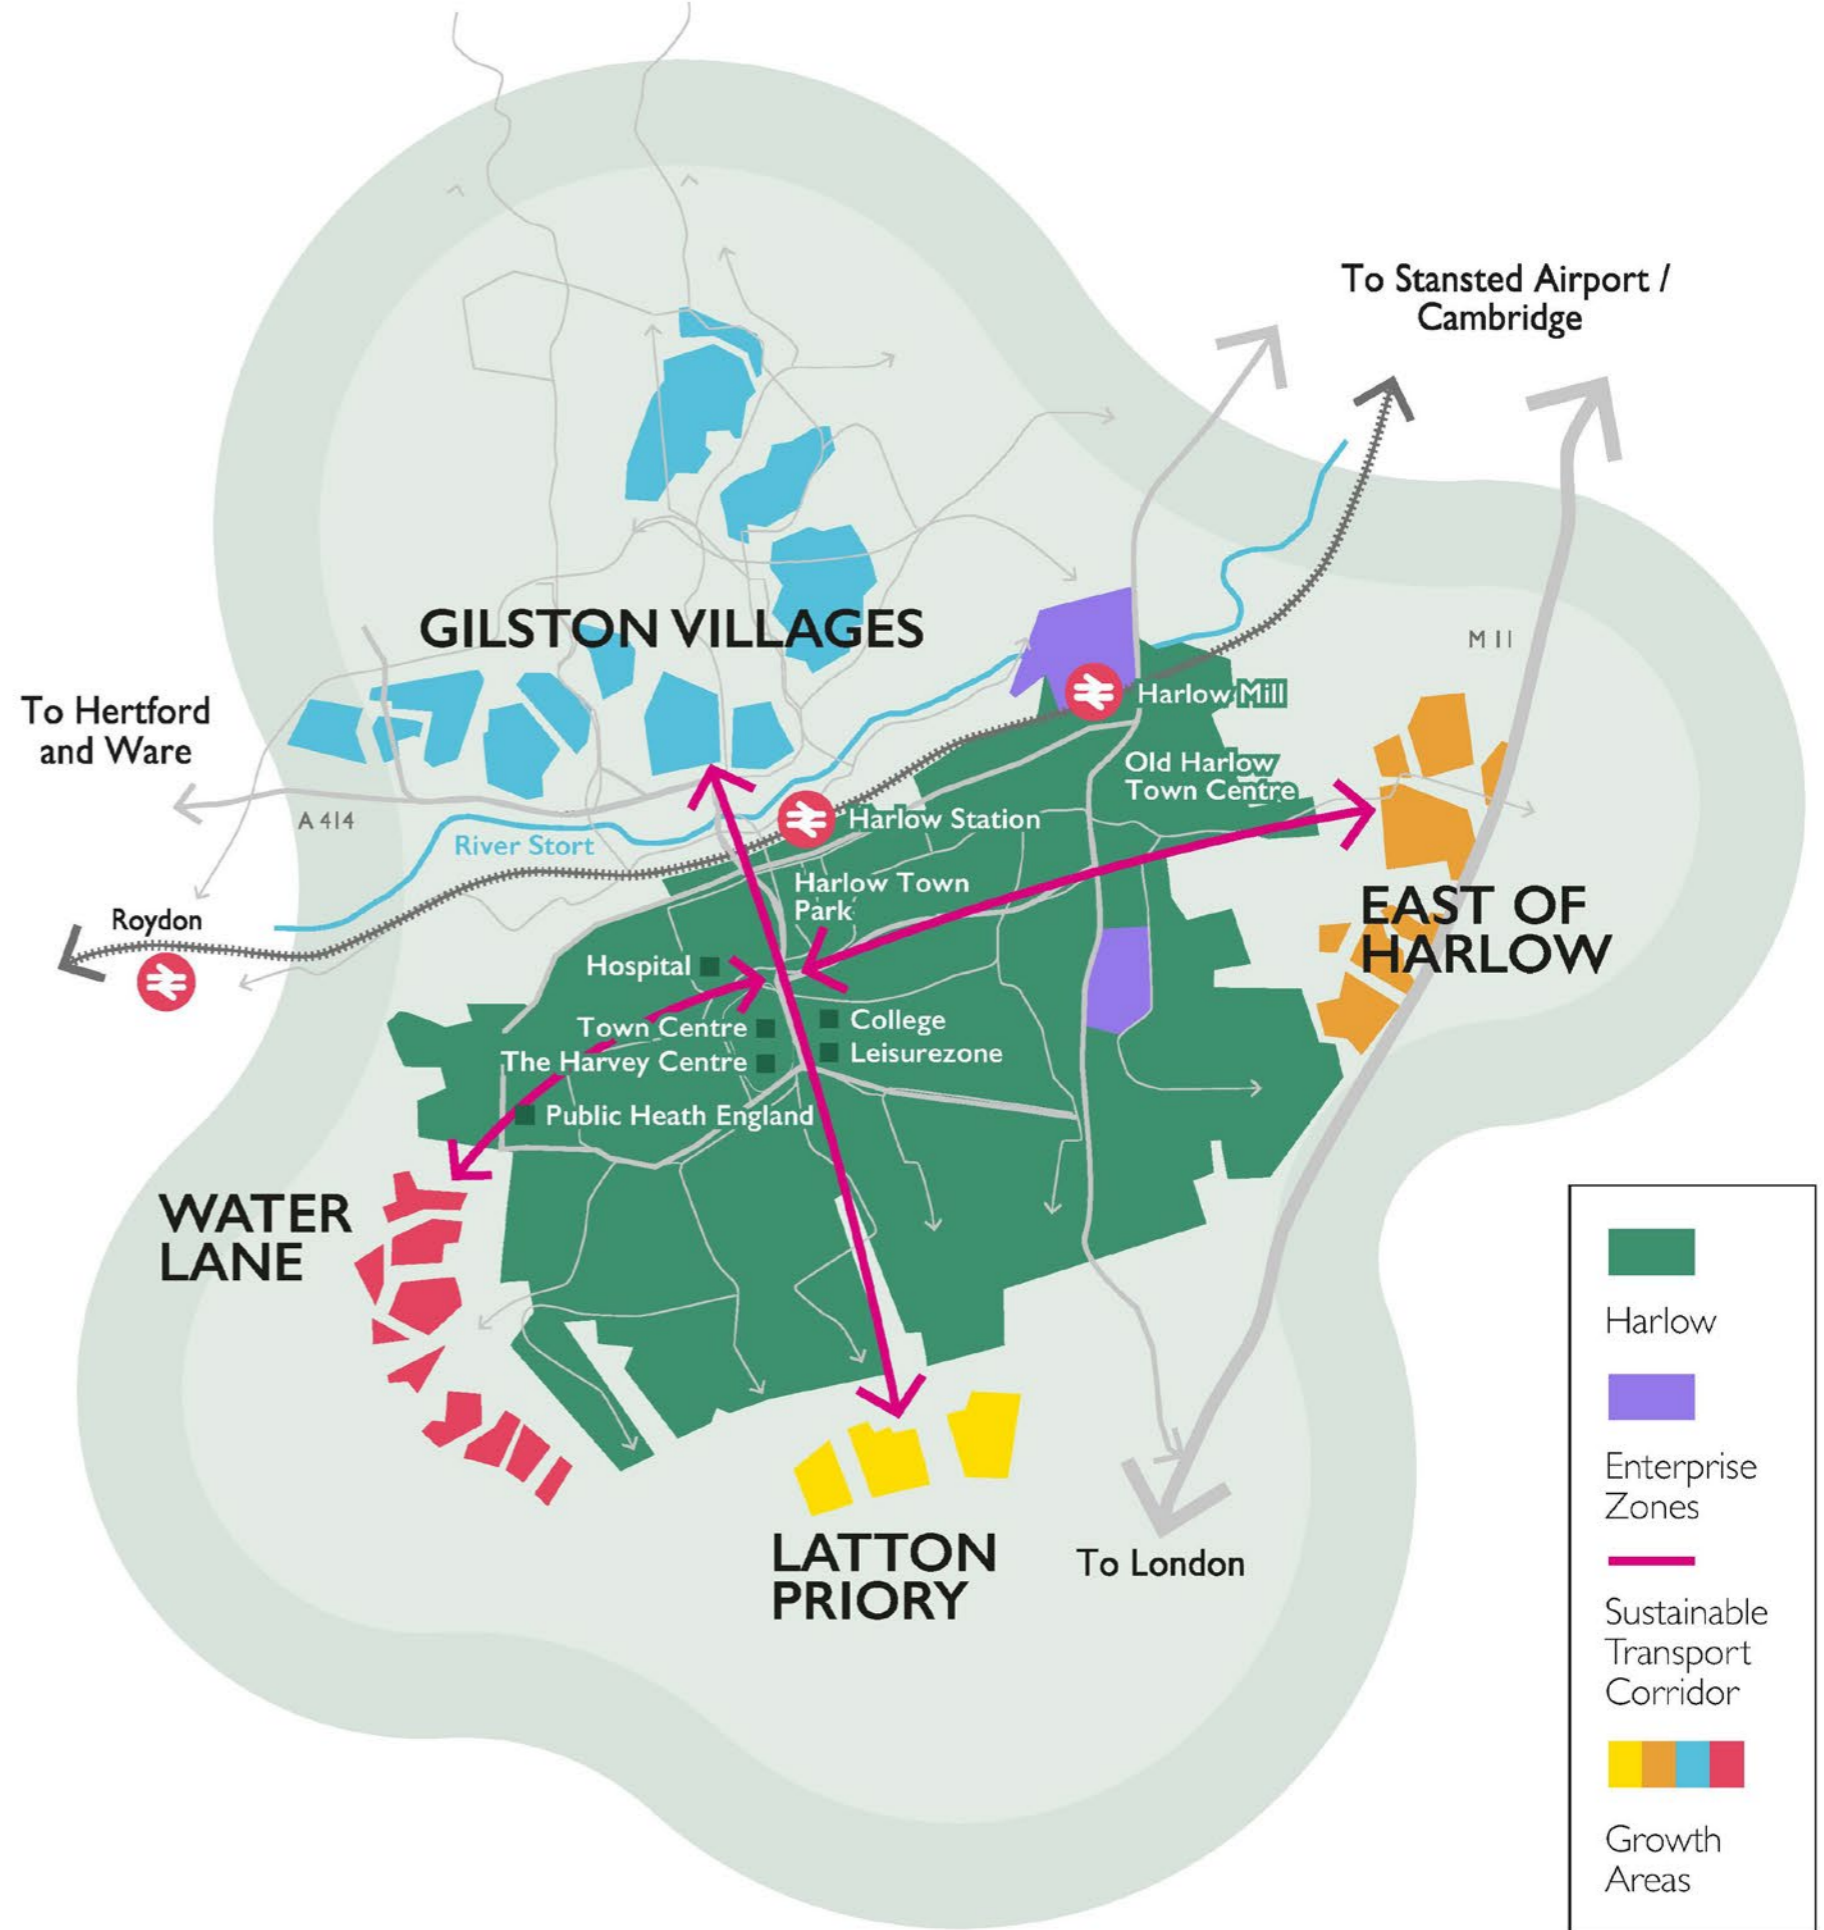 To Stansted Airport /
Cambridge
GILSTON VILLAGES
M11
To Hertford
and Ware
Harlow Mill
Old Harlow
Town Centre
A 414
River Stort
Harlow Station
Harlow Town
Park
EAST OF
HARLOW
Roydon
Hospital
Town Centre
College
The Harvey Centre
Leisurezone
Public Heath England
WATER
LANE
LATTON
PRIORY
To London
Harlow
Enterprise
Zones
Sustainable
Transport
Corridor
Growth
Areas